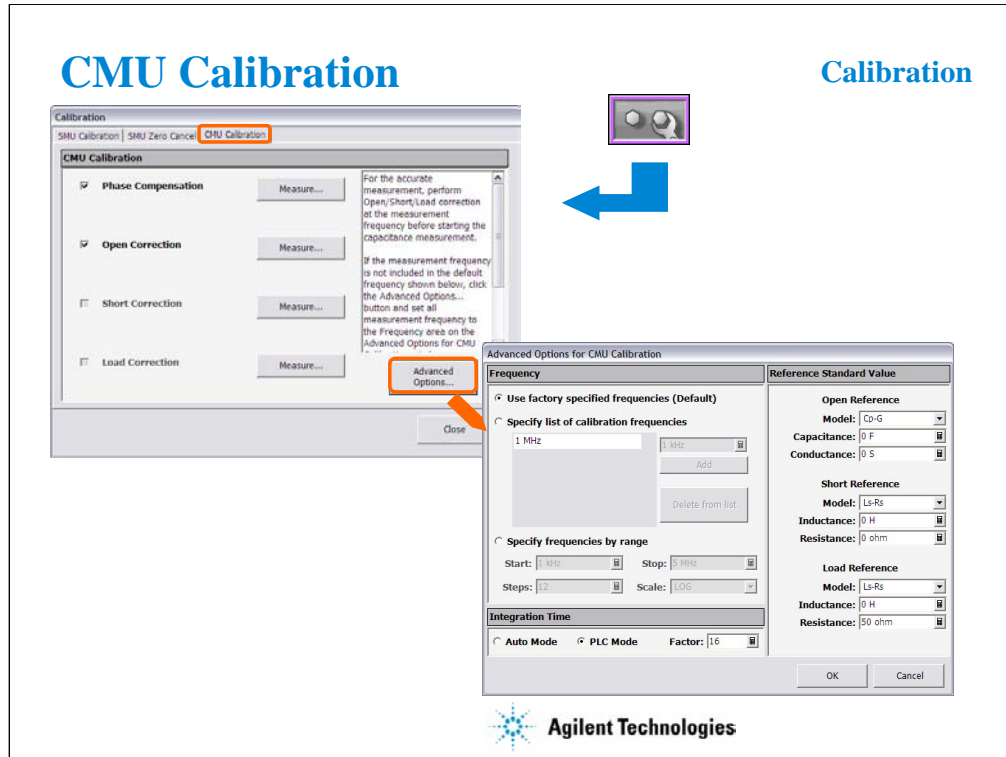 CMU Calibration
Calibration
Calibration
SMU Calibration SMU Zero Cancel CMU Calibration
CMU Calibration
Phase Compensation
Measure...
Open Correction
Measure...
Short Correction
Measure...
Load Correction
Measure...
For the accurate
measurement, perform
Open/Short/Load correction
at the measurement
frequency before starting the
capacitance measurement.
If the measurement frequency
is not included in the default
frequency shown below, click
the Advanced Options...
button and set all
measurement frequency to
the Frequency area on the
Advanced Options for CMU
Advanced
Options...
Close
Advanced Options for CMU Calibration
Frequency
Use factory specified frequencies (Default)
Specify list of calibration frequencies
1 MHz
1 kHz
Add
Delete from list
Specify frequencies by range
Start: 1 kHz
Stop: 5 MHz
Steps: 12
Scale: LOG
Integration Time
Auto Mode
PLC Mode
Factor: 16
Reference Standard Value
Open Reference
Model: Cp-G
Capacitance: 0 F
Conductance: 0 S
Short Reference
Model: Ls-Rs
Inductance: 0 H
Resistance: 0 ohm
Load Reference
Model: Ls-Rs
Inductance: 0 H
Resistance: 50 ohm
OK
Cancel
Agilent Technologies